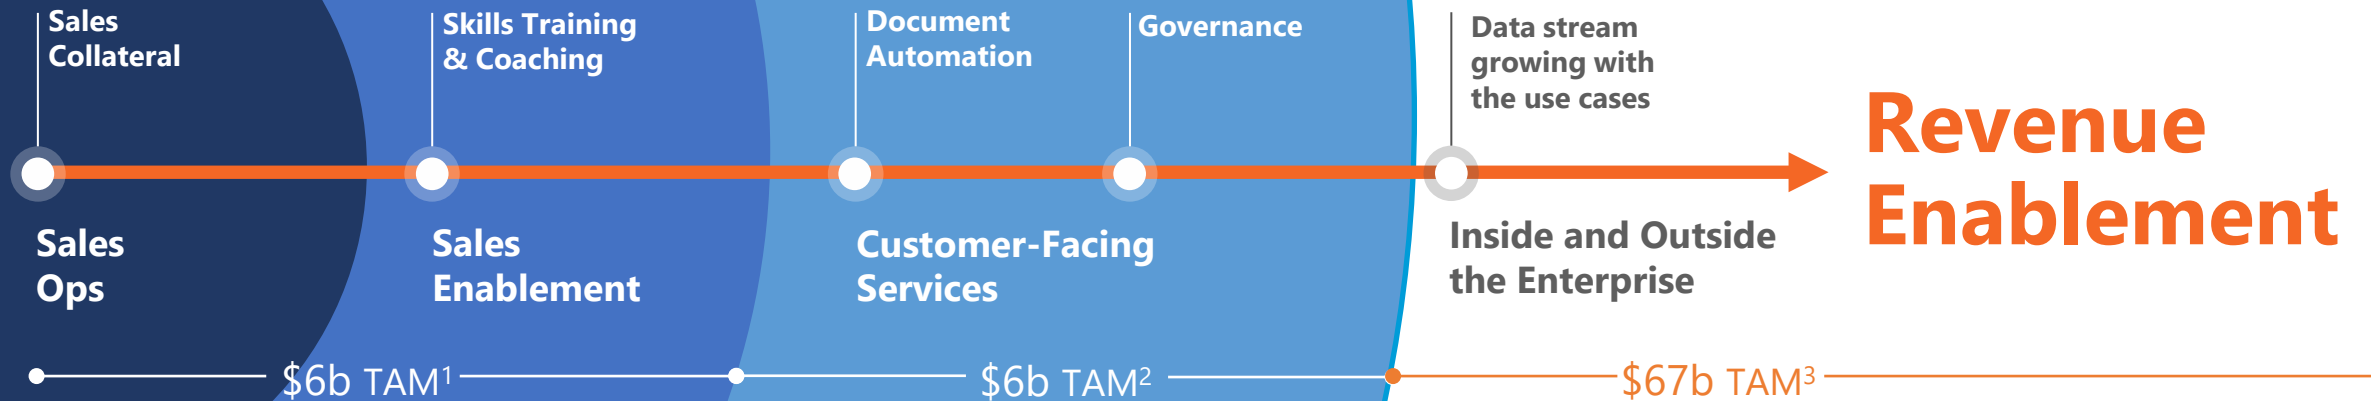 Sales
Collateral
Skills Training
& Coaching
Document
Automation
Governance
Data stream
growing with
the use cases
Revenue
Enablement
Sales
Ops
Sales
Enablement
Customer-Facing
Services
Inside and Outside
the Enterprise
$6b TAM¹
$6b TAM²
$67b TAM³